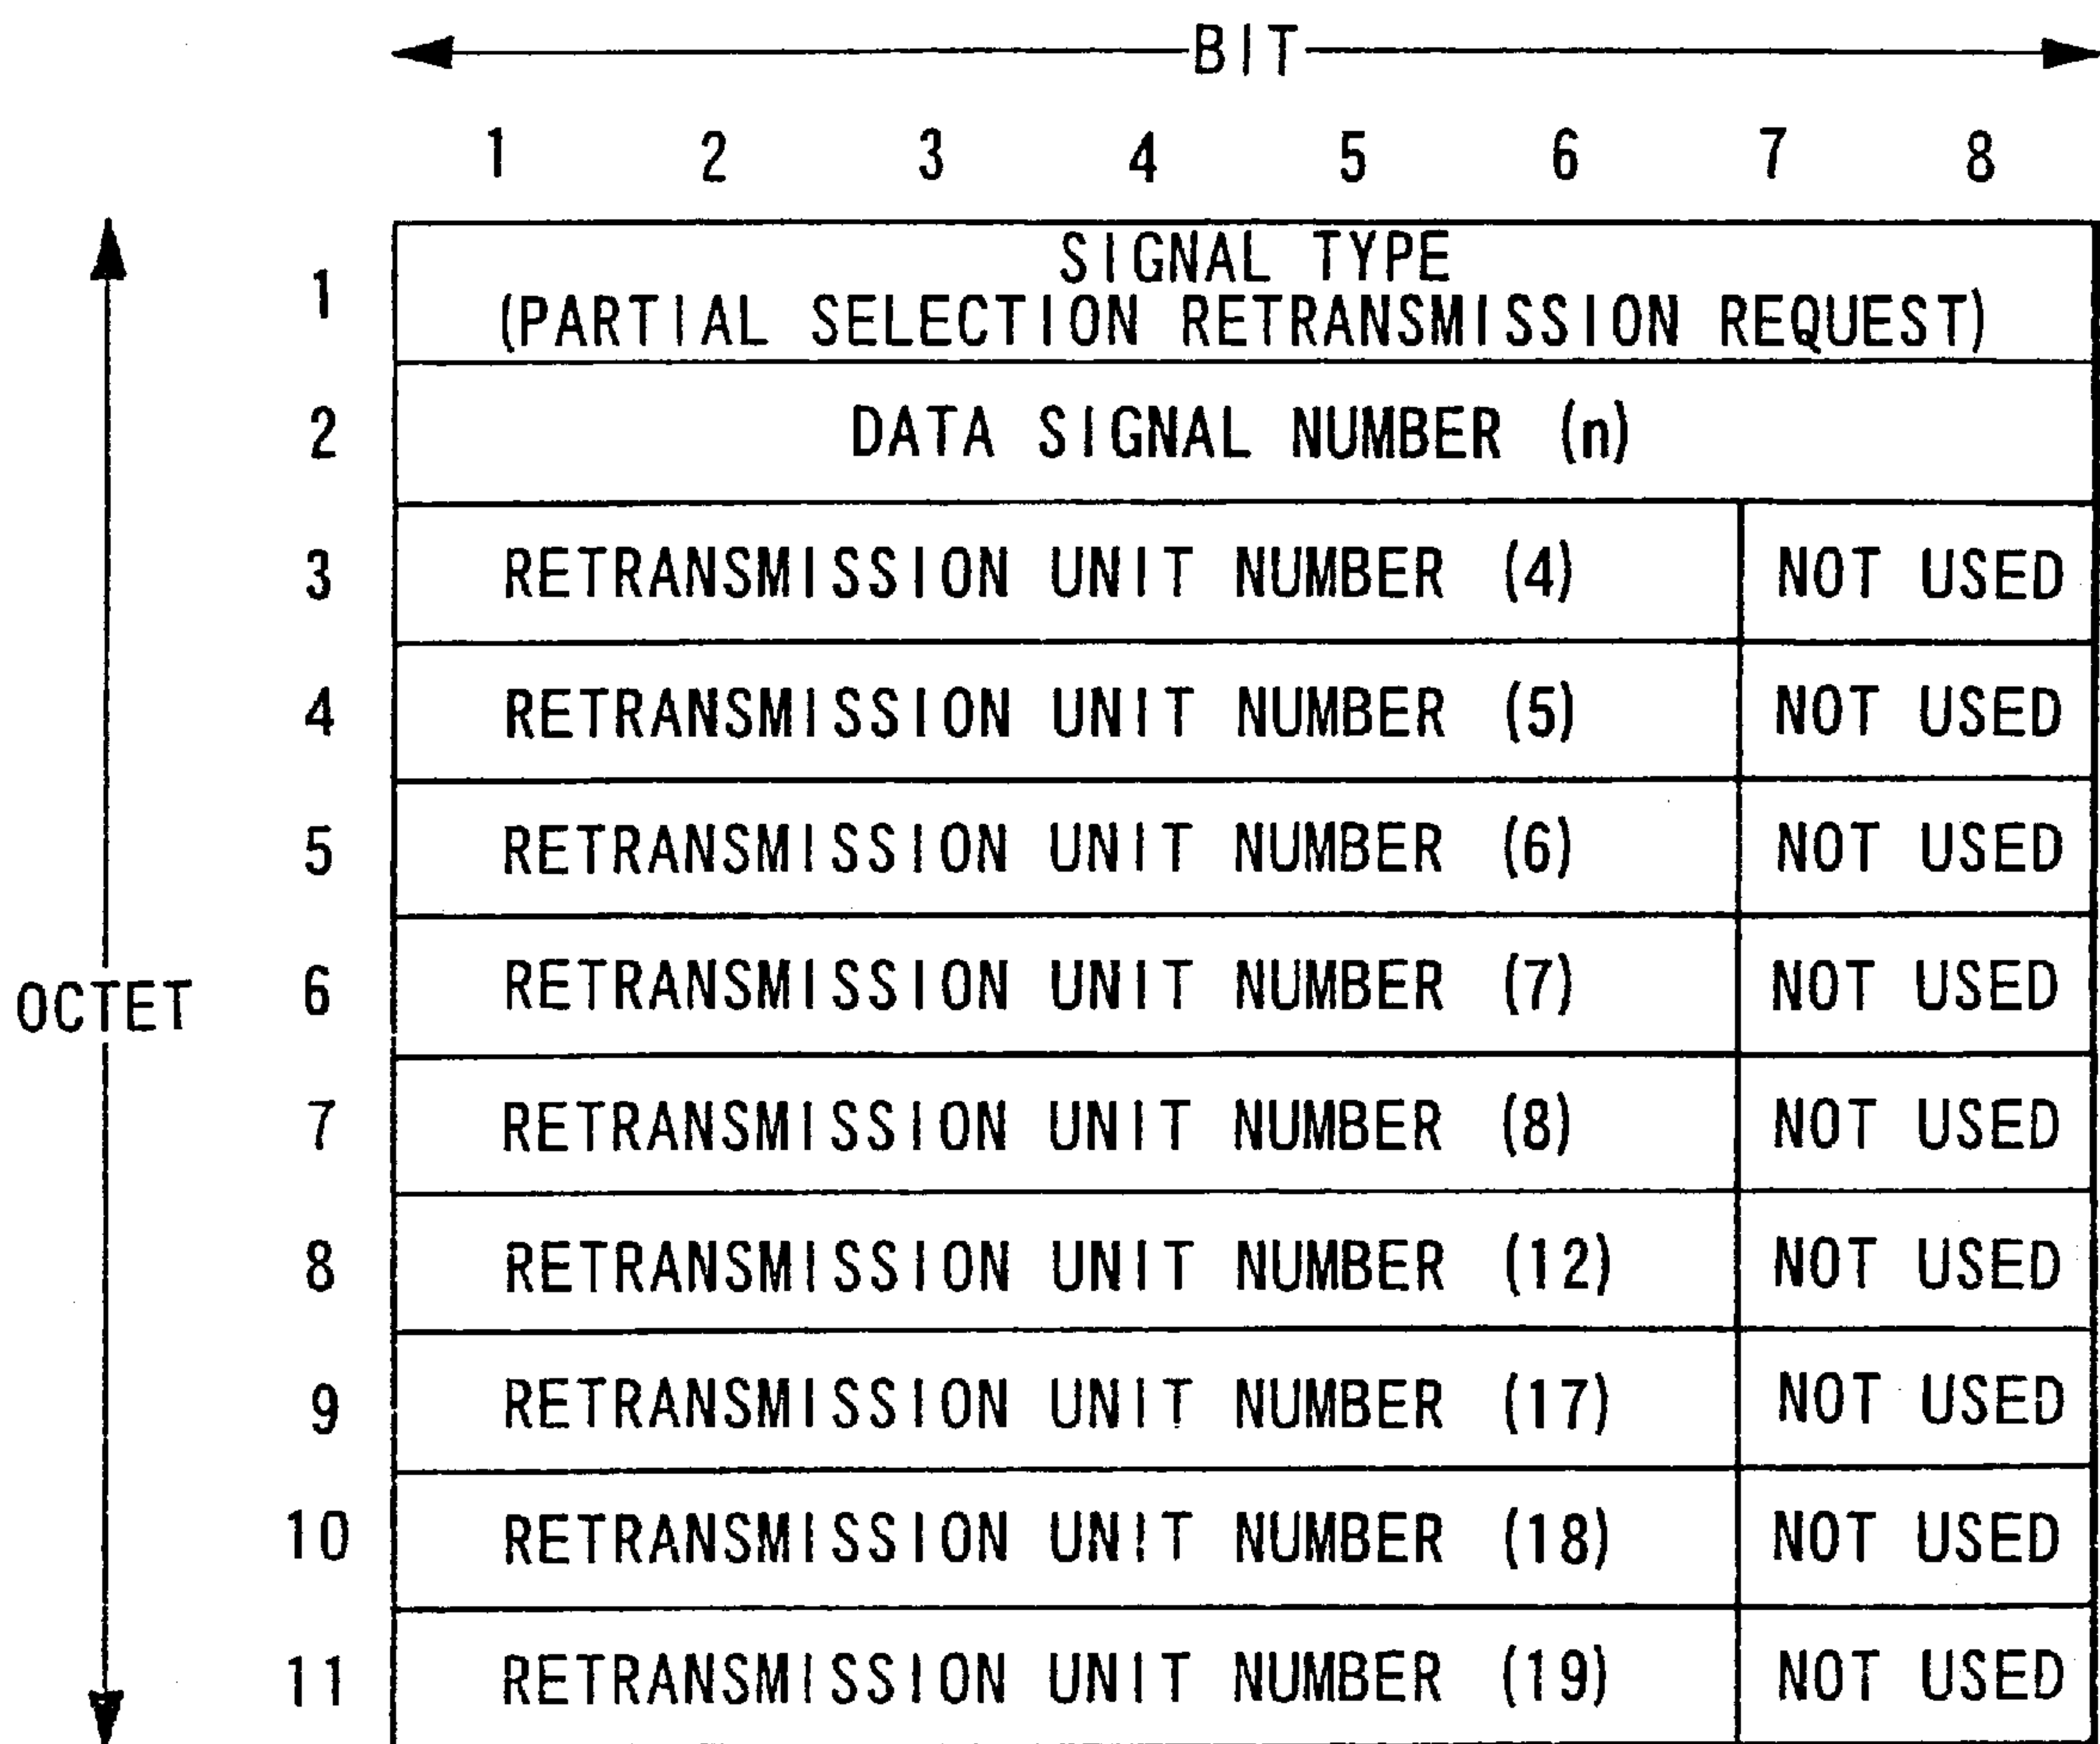 BIT
1 2 3 4 5 6 7 8
1 SIGNAL TYPE
(PARTIAL SELECTION RETRANSMISSION REQUEST)
2 DATA SIGNAL NUMBER (n)
3 RETRANSMISSION UNIT NUMBER (4) NOT USED
4 RETRANSMISSION UNIT NUMBER (5) NOT USED
5 RETRANSMISSION UNIT NUMBER (6) NOT USED
OCTET 6 RETRANSMISSION UNIT NUMBER (7) NOT USED
7 RETRANSMISSION UNIT NUMBER (8) NOT USED
8 RETRANSMISSION UNIT NUMBER (12) NOT USED
9 RETRANSMISSION UNIT NUMBER (17) NOT USED
10 RETRANSMISSION UNIT NUMBER (18) NOT USED
11 RETRANSMISSION UNIT NUMBER (19) NOT USED